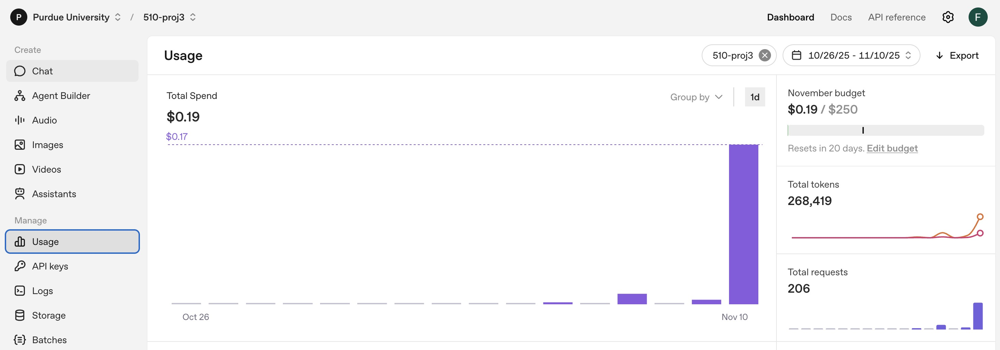 P Purdue University / 510-proj3 Dashboard Docs API reference F
Create
Chat
Agent Builder
Audio
Images
Videos
Assistants
Manage
Usage
API keys
Logs
Storage
Batches
Usage 510-proj3 10/26/25 - 11/10/25 Export
Total Spend Group by 1d
$0.19
$0.17
Oct 26 Nov 10
November budget
$0.19 / $250
Resets in 20 days. Edit budget
Total tokens
268,419
Total requests
206